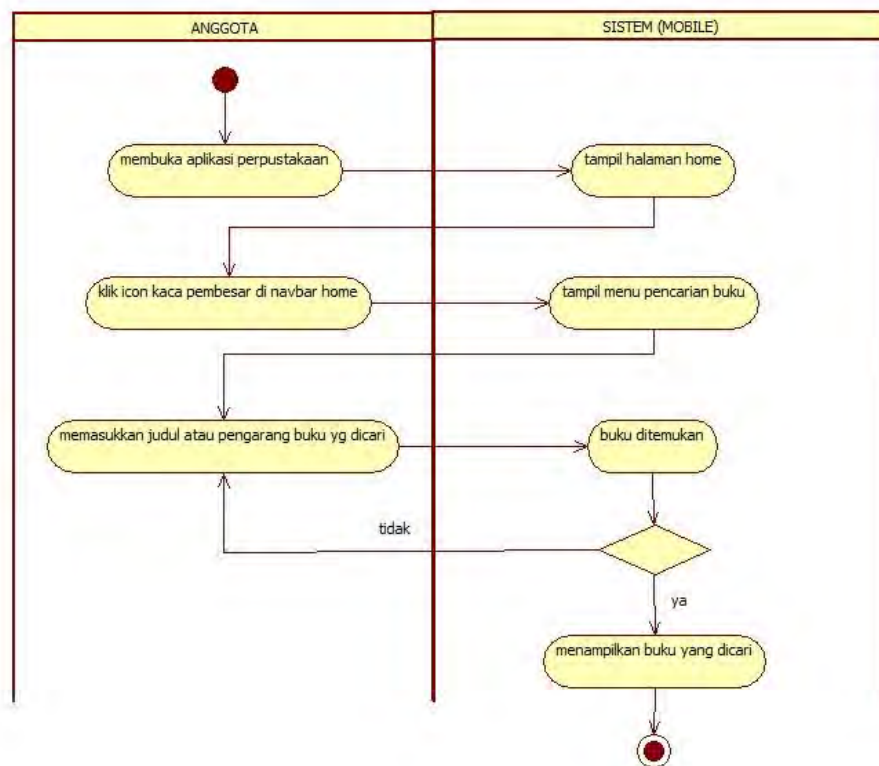 ANGGOTA
SISTEM (MOBILE)
membuka aplikasi perpustakaan
tampil halaman home
klik icon kaca pembesar di navbar home
tampil menu pencarian buku
memasukkan judul atau pengarang buku yg dicari
buku ditemukan
tidak
ya
menampilkan buku yang dicari